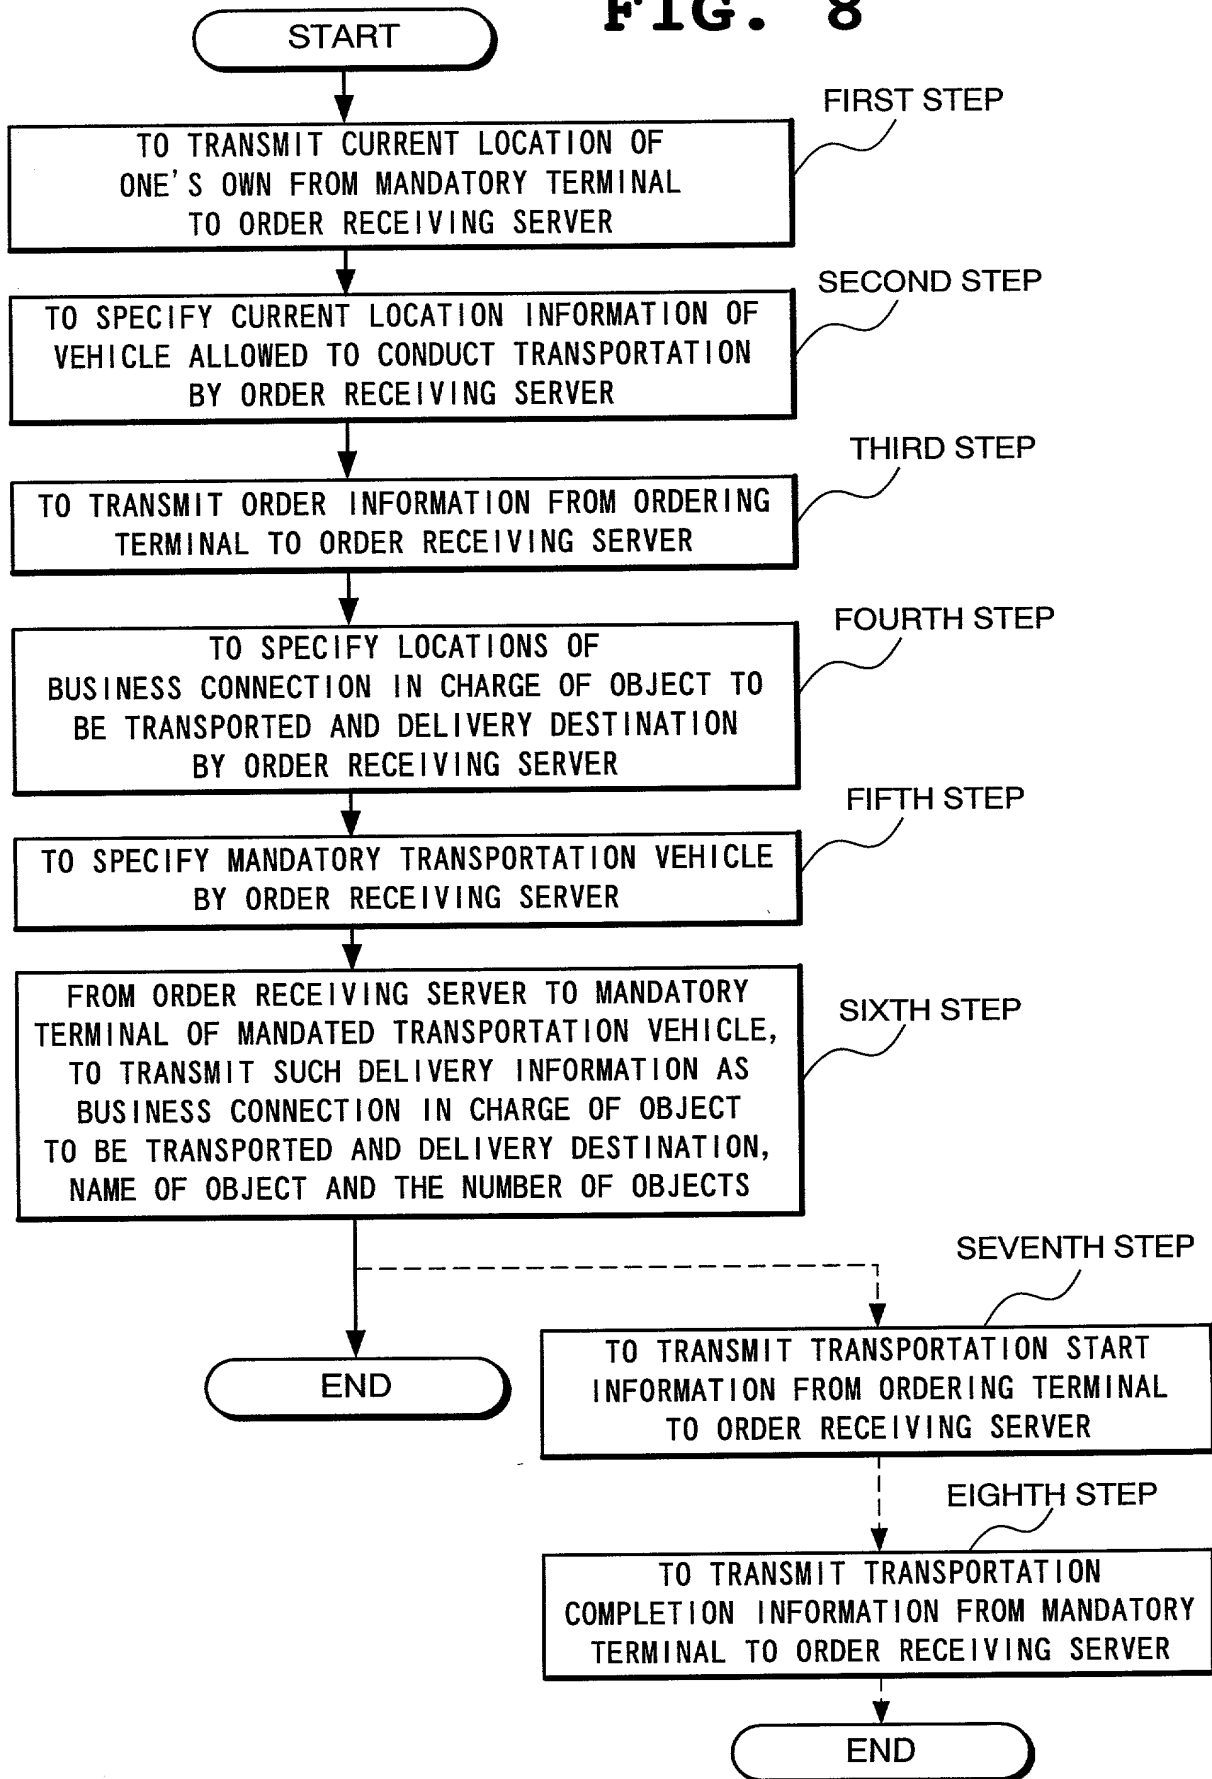 FIG. 8
START
FIRST STEP
TO TRANSMIT CURRENT LOCATION OF
ONE'S OWN FROM MANDATORY TERMINAL
TO ORDER RECEIVING SERVER
SECOND STEP
TO SPECIFY CURRENT LOCATION INFORMATION OF
VEHICLE ALLOWED TO CONDUCT TRANSPORTATION
BY ORDER RECEIVING SERVER
THIRD STEP
TO TRANSMIT ORDER INFORMATION FROM ORDERING
TERMINAL TO ORDER RECEIVING SERVER
FOURTH STEP
TO SPECIFY LOCATIONS OF
BUSINESS CONNECTION IN CHARGE OF OBJECT TO
BE TRANSPORTED AND DELIVERY DESTINATION
BY ORDER RECEIVING SERVER
FIFTH STEP
TO SPECIFY MANDATORY TRANSPORTATION VEHICLE
BY ORDER RECEIVING SERVER
SIXTH STEP
FROM ORDER RECEIVING SERVER TO MANDATORY
TERMINAL OF MANDATED TRANSPORTATION VEHICLE,
TO TRANSMIT SUCH DELIVERY INFORMATION AS
BUSINESS CONNECTION IN CHARGE OF OBJECT
TO BE TRANSPORTED AND DELIVERY DESTINATION,
NAME OF OBJECT AND THE NUMBER OF OBJECTS
END
SEVENTH STEP
TO TRANSMIT TRANSPORTATION START
INFORMATION FROM ORDERING TERMINAL
TO ORDER RECEIVING SERVER
EIGHTH STEP
TO TRANSMIT TRANSPORTATION
COMPLETION INFORMATION FROM MANDATORY
TERMINAL TO ORDER RECEIVING SERVER
END